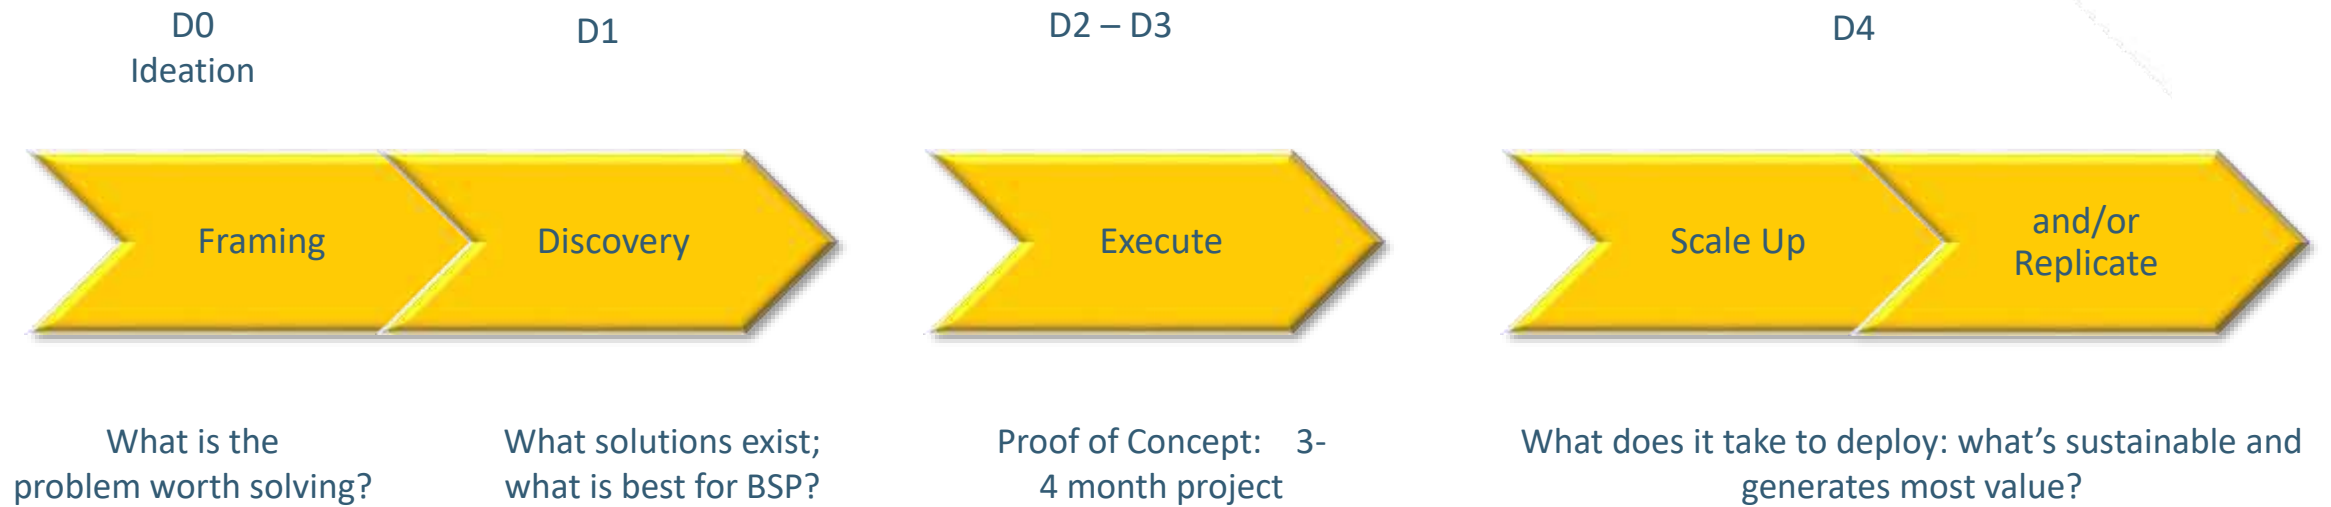 D0
Ideation
D1
D2 – D3
D4
Framing
Discovery
Execute
Scale Up
and/or
Replicate
What is the
problem worth solving?
What solutions exist;
what is best for BSP?
Proof of Concept: 3-
4 month project
What does it take to deploy: what's sustainable and
generates most value?